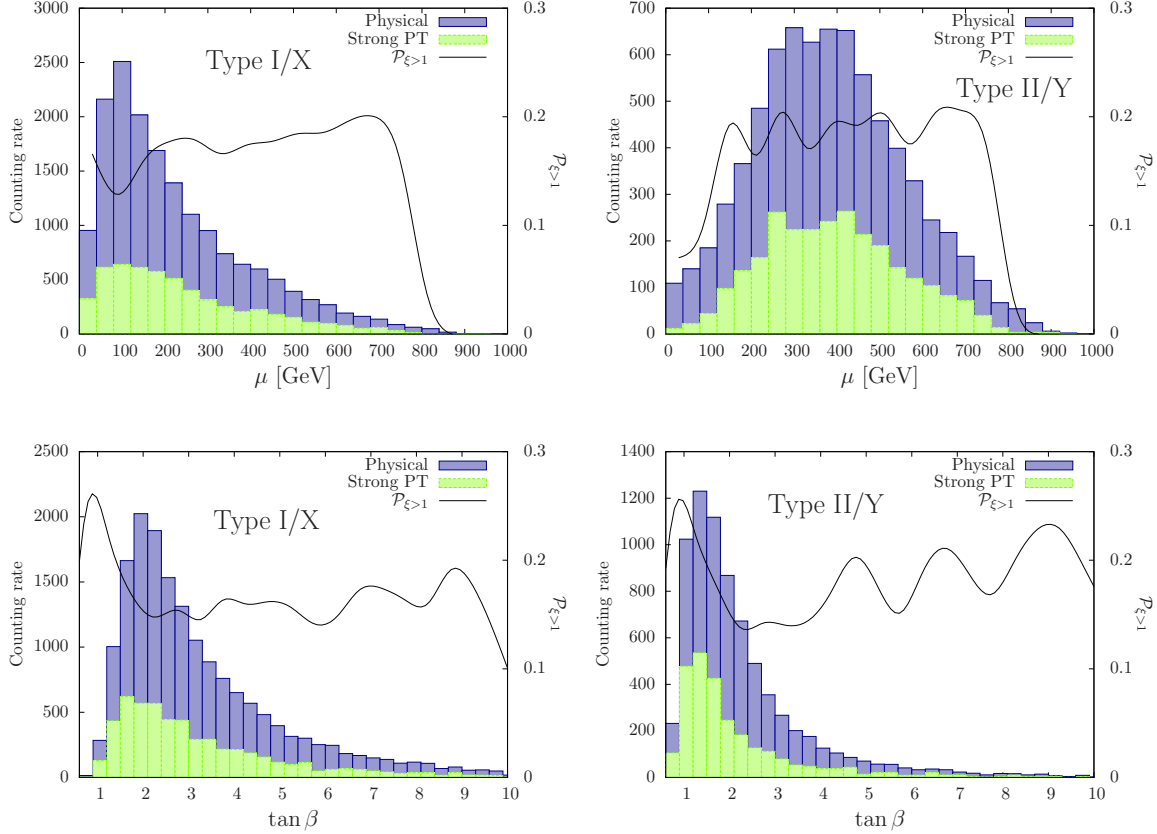 3000
2500
2000
1500
1000
500
0
Counting rate
0.3
0.2
0.1
0
𝒫ξ>1
Physical
Strong PT
𝒫ξ>1
Type I/X
0 100 200 300 400 500 600 700 800 900 1000
μ [GeV]
700
600
500
400
300
200
100
0
Counting rate
0.3
0.2
0.1
0
𝒫ξ>1
Physical
Strong PT
𝒫ξ>1
Type II/Y
0 100 200 300 400 500 600 700 800 900 1000
μ [GeV]
2500
2000
1500
1000
500
0
Counting rate
0.3
0.2
0.1
0
𝒫ξ>1
Physical
Strong PT
𝒫ξ>1
Type I/X
1 2 3 4 5 6 7 8 9 10
tan β
1400
1200
1000
800
600
400
200
0
Counting rate
0.3
0.2
0.1
0
𝒫ξ>1
Physical
Strong PT
𝒫ξ>1
Type II/Y
1 2 3 4 5 6 7 8 9 10
tan β